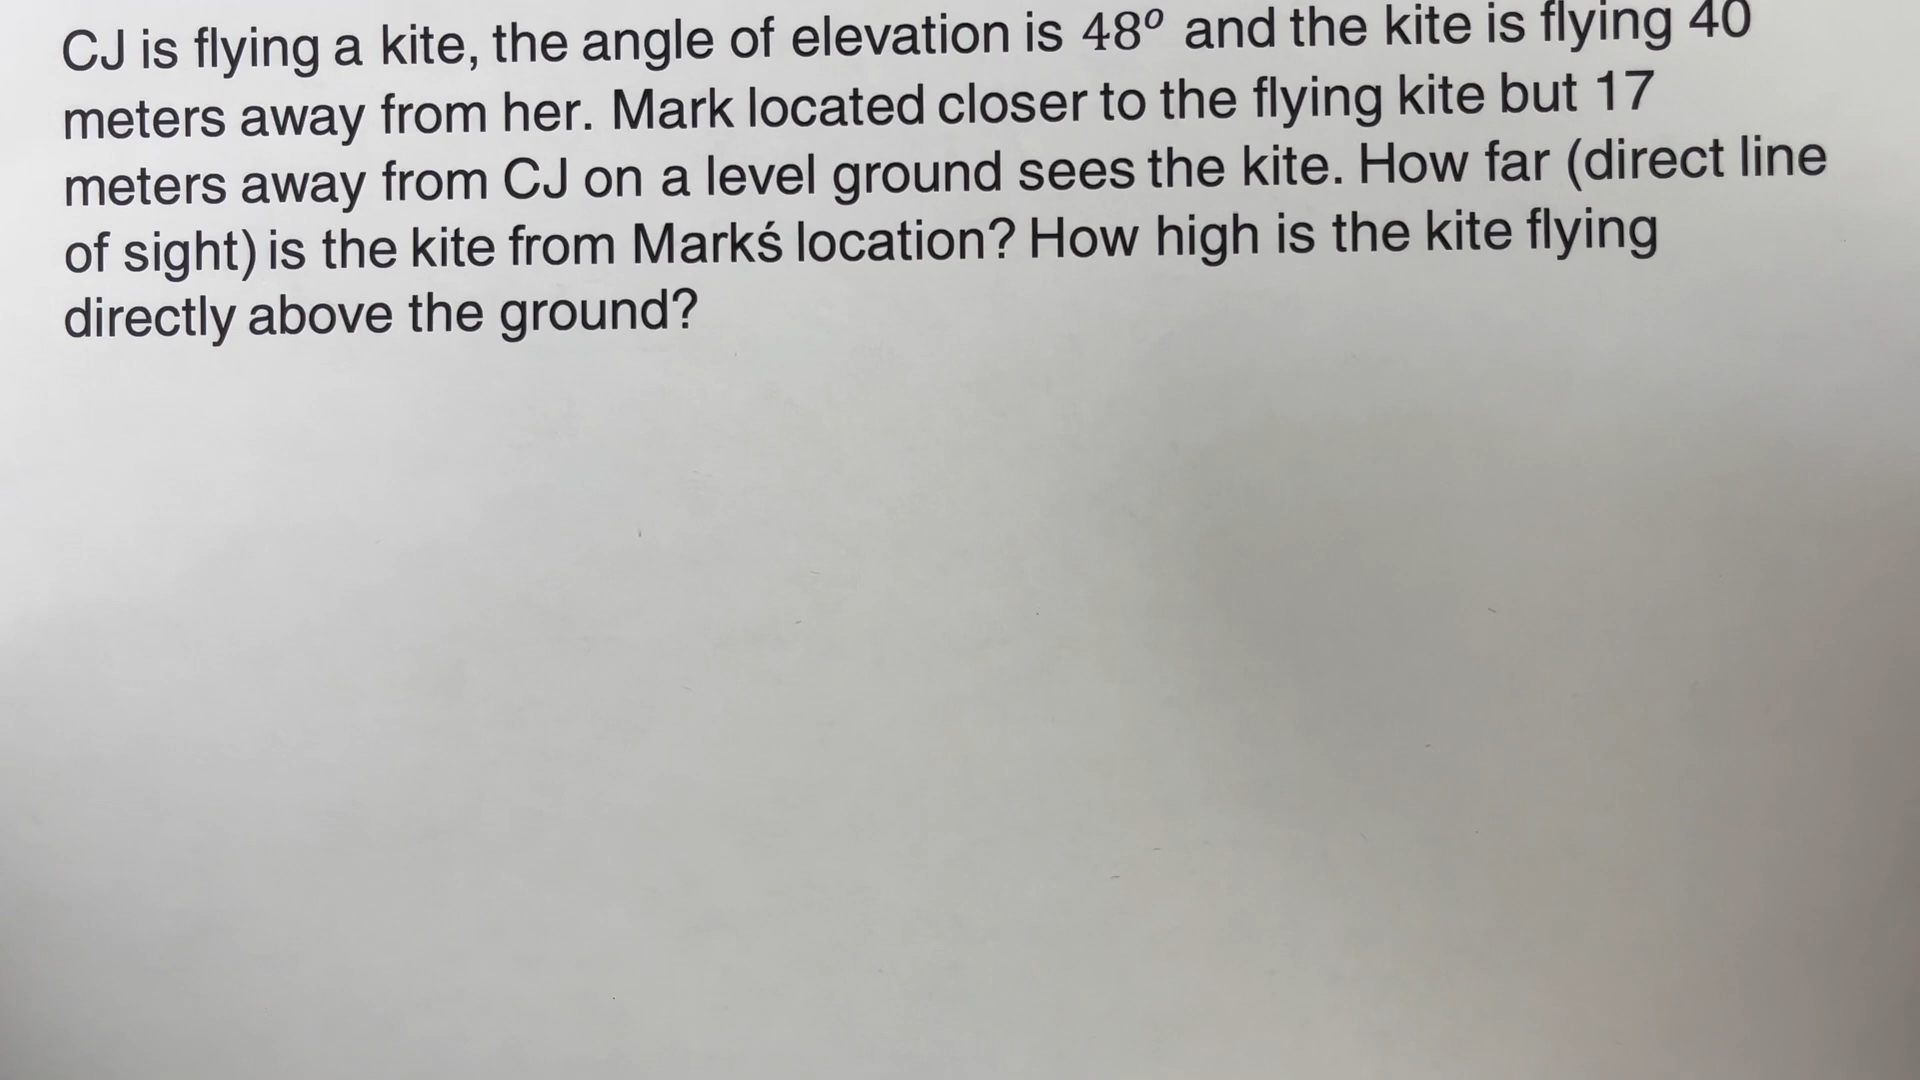 CJ is flying a kite, the angle of elevation is 48° and the kite is flying 40
meters away from her. Mark located closer to the flying kite but 17
meters away from CJ on a level ground sees the kite. How far (direct line
of sight) is the kite from Markś location? How high is the kite flying
directly above the ground?